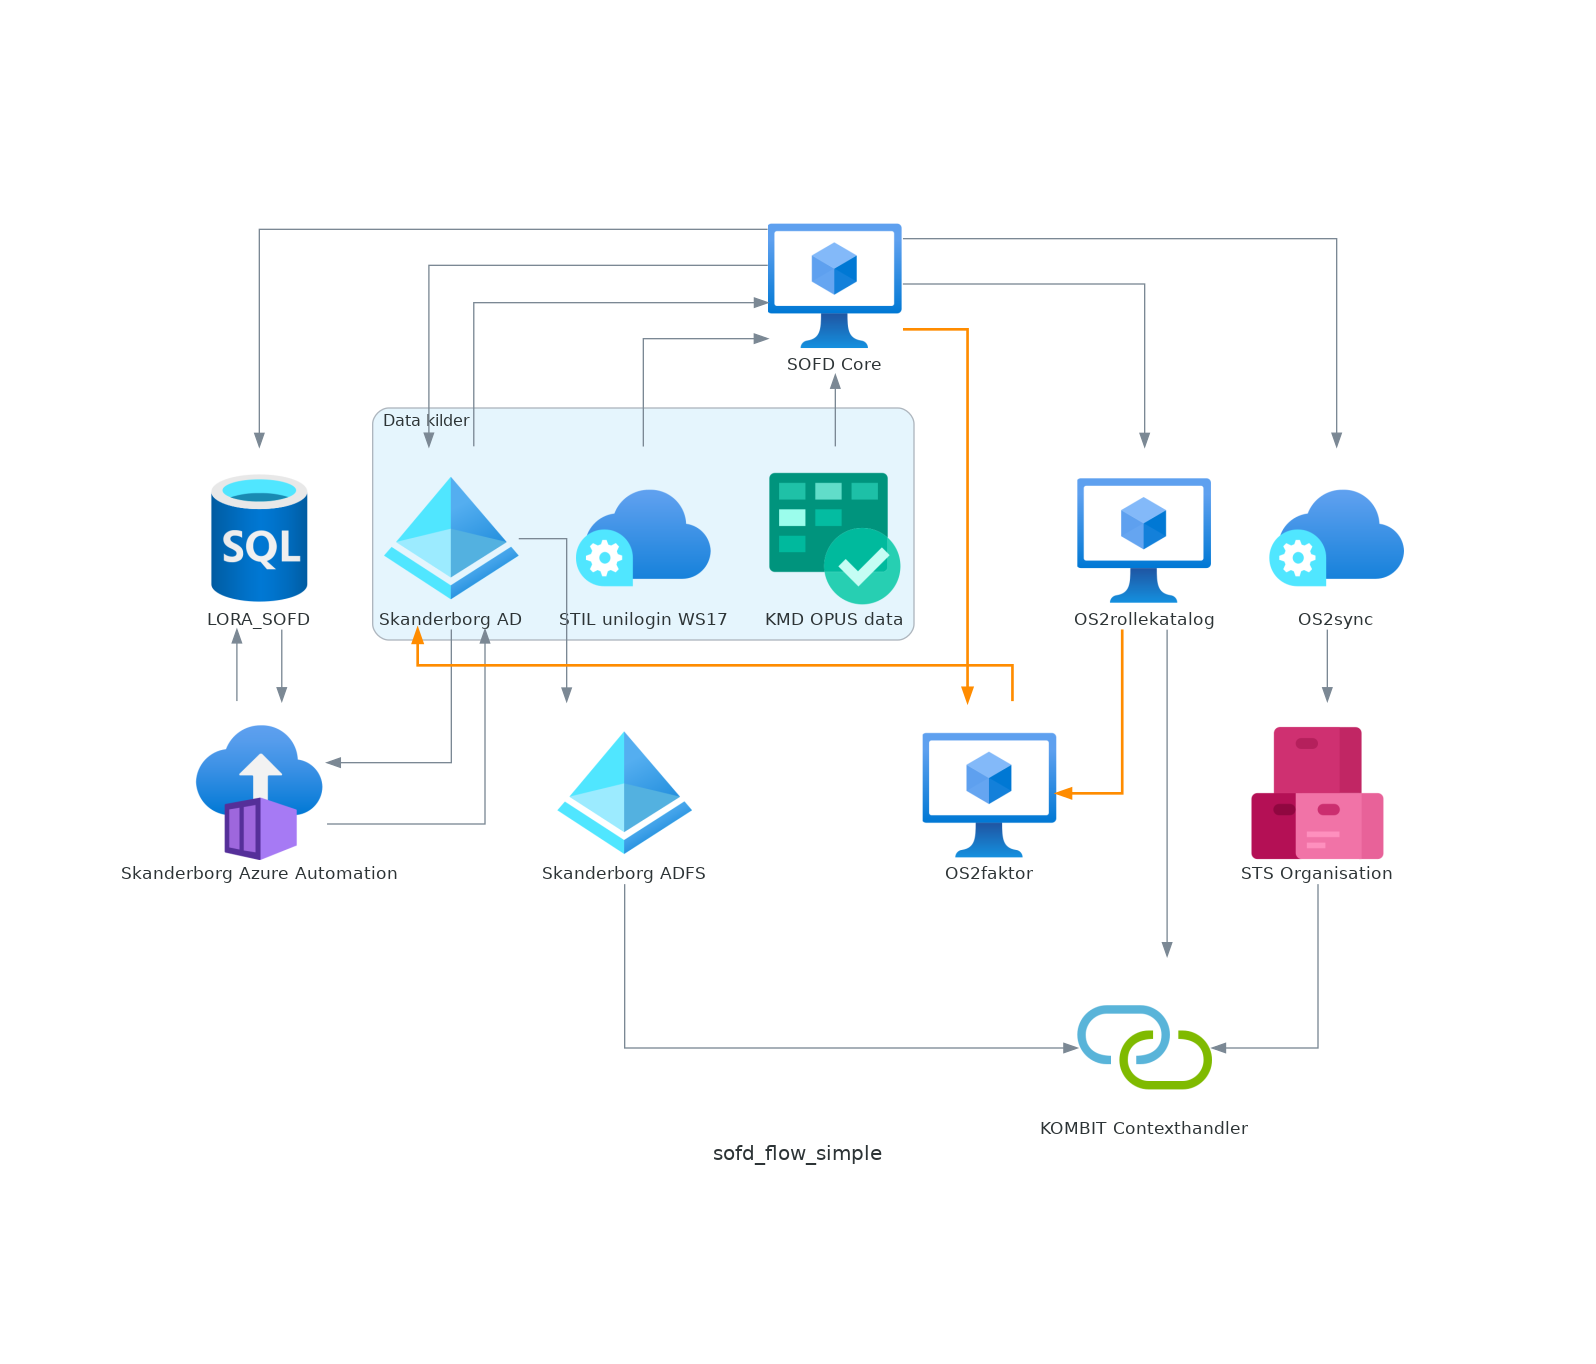 SOFD Core
Data kilder
SQL
LORA_SOFD
Skanderborg AD
STIL unilogin WS17
KMD OPUS data
OS2rollekatalog
OS2sync
Skanderborg Azure Automation
Skanderborg ADFS
OS2faktor
STS Organisation
KOMBIT Contexthandler
sofd_flow_simple